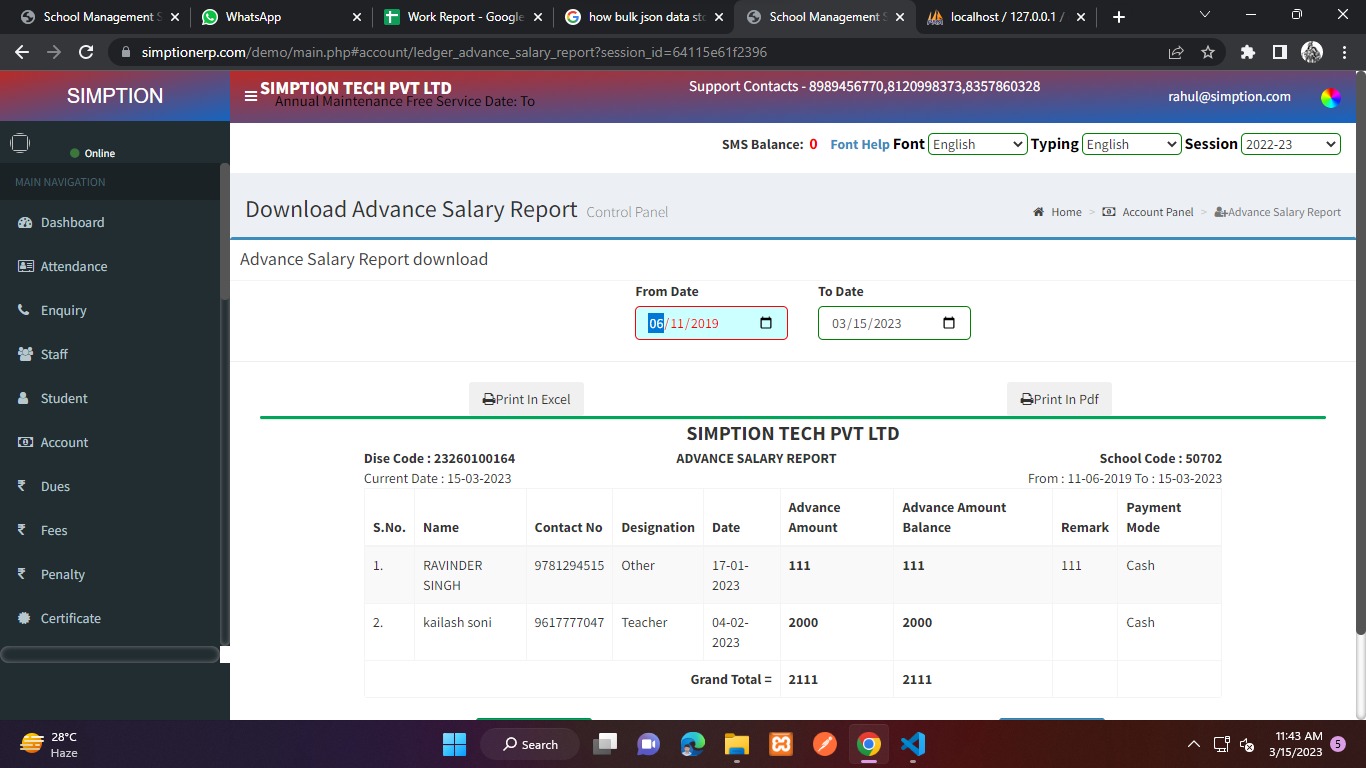 School Management S
WhatsApp
Work Report - Google
how bulk json data sto
School Management S
localhost / 127.0.0.1 /
simptionerp.com/demo/main.php#account/ledger_advance_salary_report?session_id=64115e61f2396
SIMPTION
SIMPTION TECH PVT LTD
Annual Maintenance Free Service Date: To
Support Contacts - 8989456770,8120998373,8357860328
rahul@simption.com
Online
SMS Balance: 0 Font Help Font English Typing English Session 2022-23
MAIN NAVIGATION
Dashboard
Attendance
Enquiry
Staff
Student
Account
₹ Dues
₹ Fees
₹ Penalty
Certificate
Download Advance Salary Report Control Panel
Home > Account Panel > Advance Salary Report
Advance Salary Report download
From Date To Date
06/11/2019 03/15/2023
Print In Excel Print In Pdf
SIMPTION TECH PVT LTD
Dise Code : 23260100164 ADVANCE SALARY REPORT School Code : 50702
Current Date : 15-03-2023 From : 11-06-2019 To : 15-03-2023
S.No. Name Contact No Designation Date Advance Amount Advance Amount Balance Remark Payment Mode
1. RAVINDER SINGH 9781294515 Other 17-01-2023 111 111 111 Cash
2. kailash soni 9617777047 Teacher 04-02-2023 2000 2000 Cash
Grand Total = 2111 2111
28°C
Haze
Search
11:43 AM
3/15/2023
5